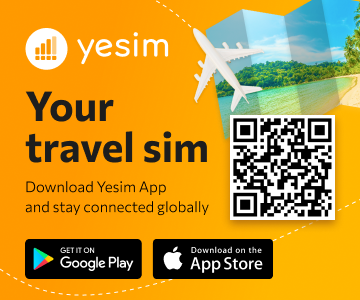 yesim
Your
travel sim
Download Yesim App
and stay connected globally
GET IT ON
Google Play
Download on the
App Store